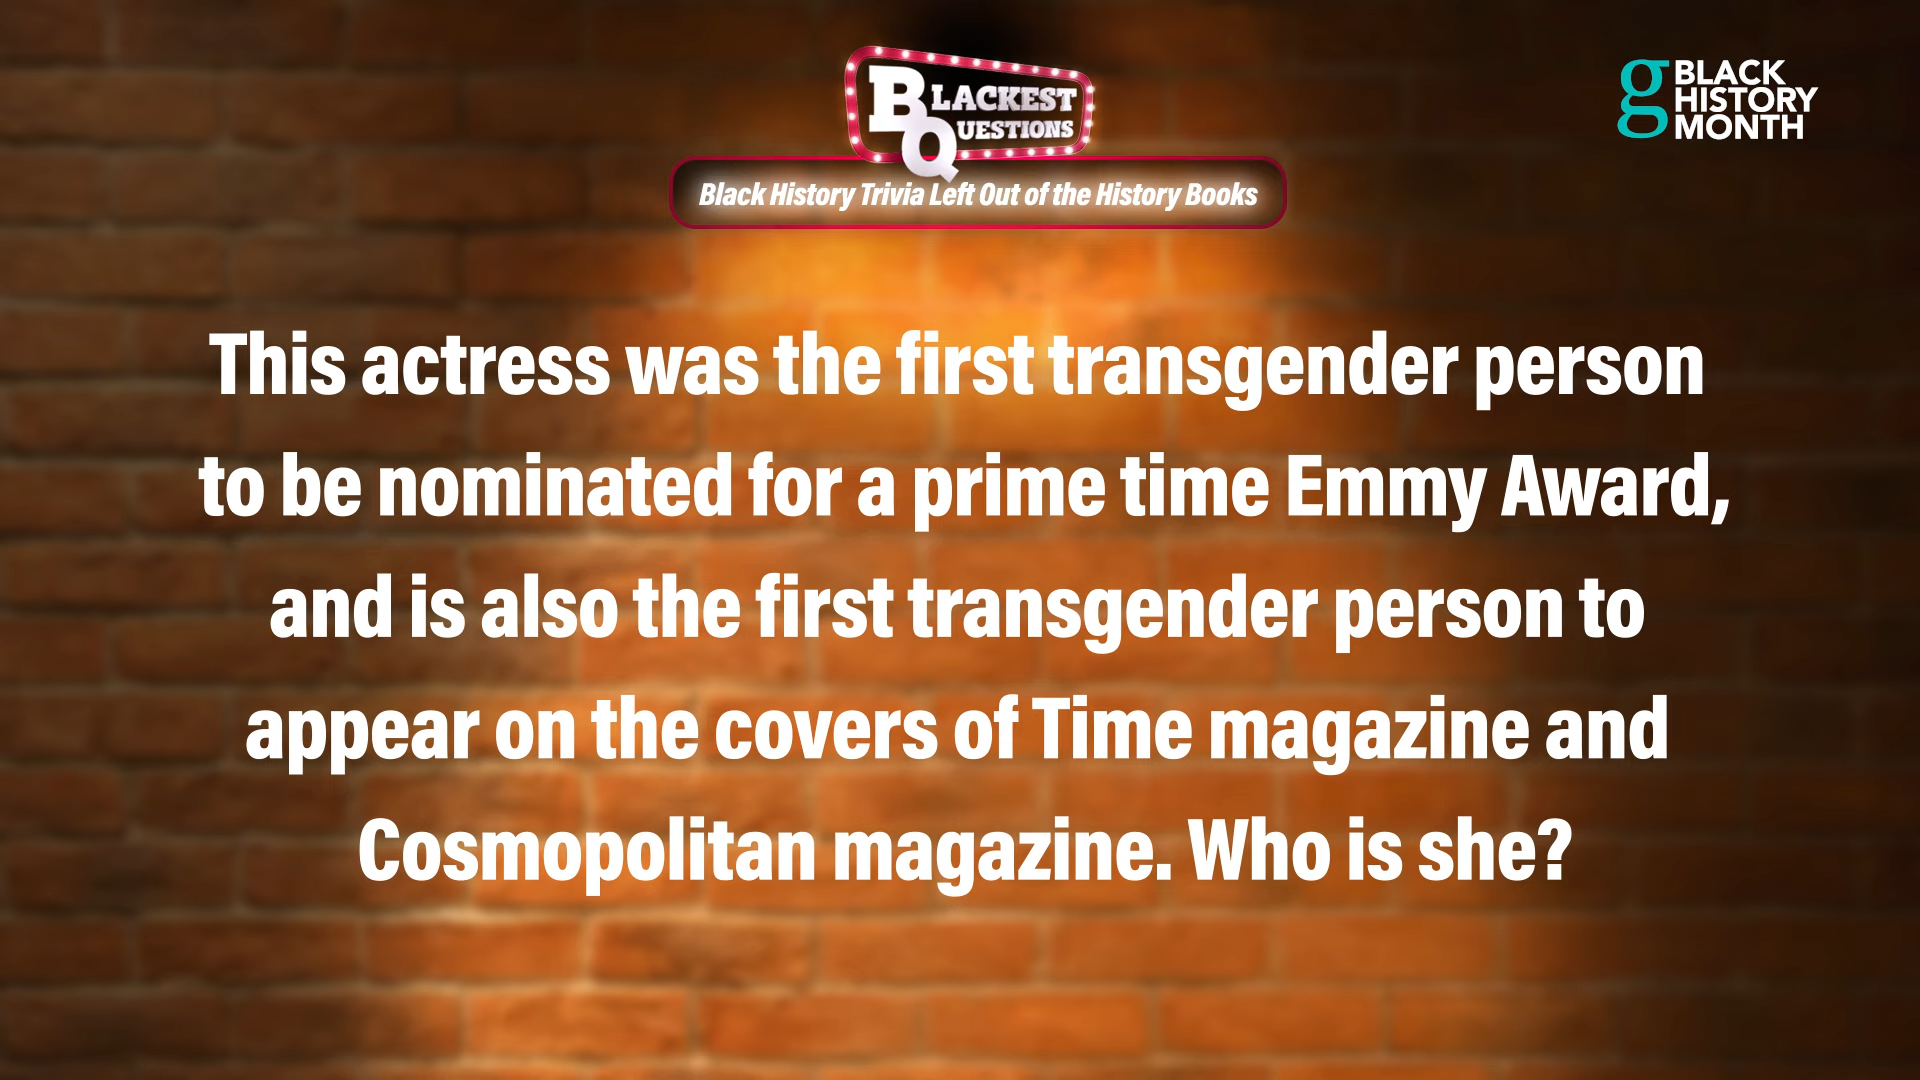 BLACKEST
QUESTIONS
Black History Trivia Left Out of the History Books
g BLACK
HISTORY
MONTH
This actress was the first transgender person
to be nominated for a prime time Emmy Award,
and is also the first transgender person to
appear on the covers of Time magazine and
Cosmopolitan magazine. Who is she?